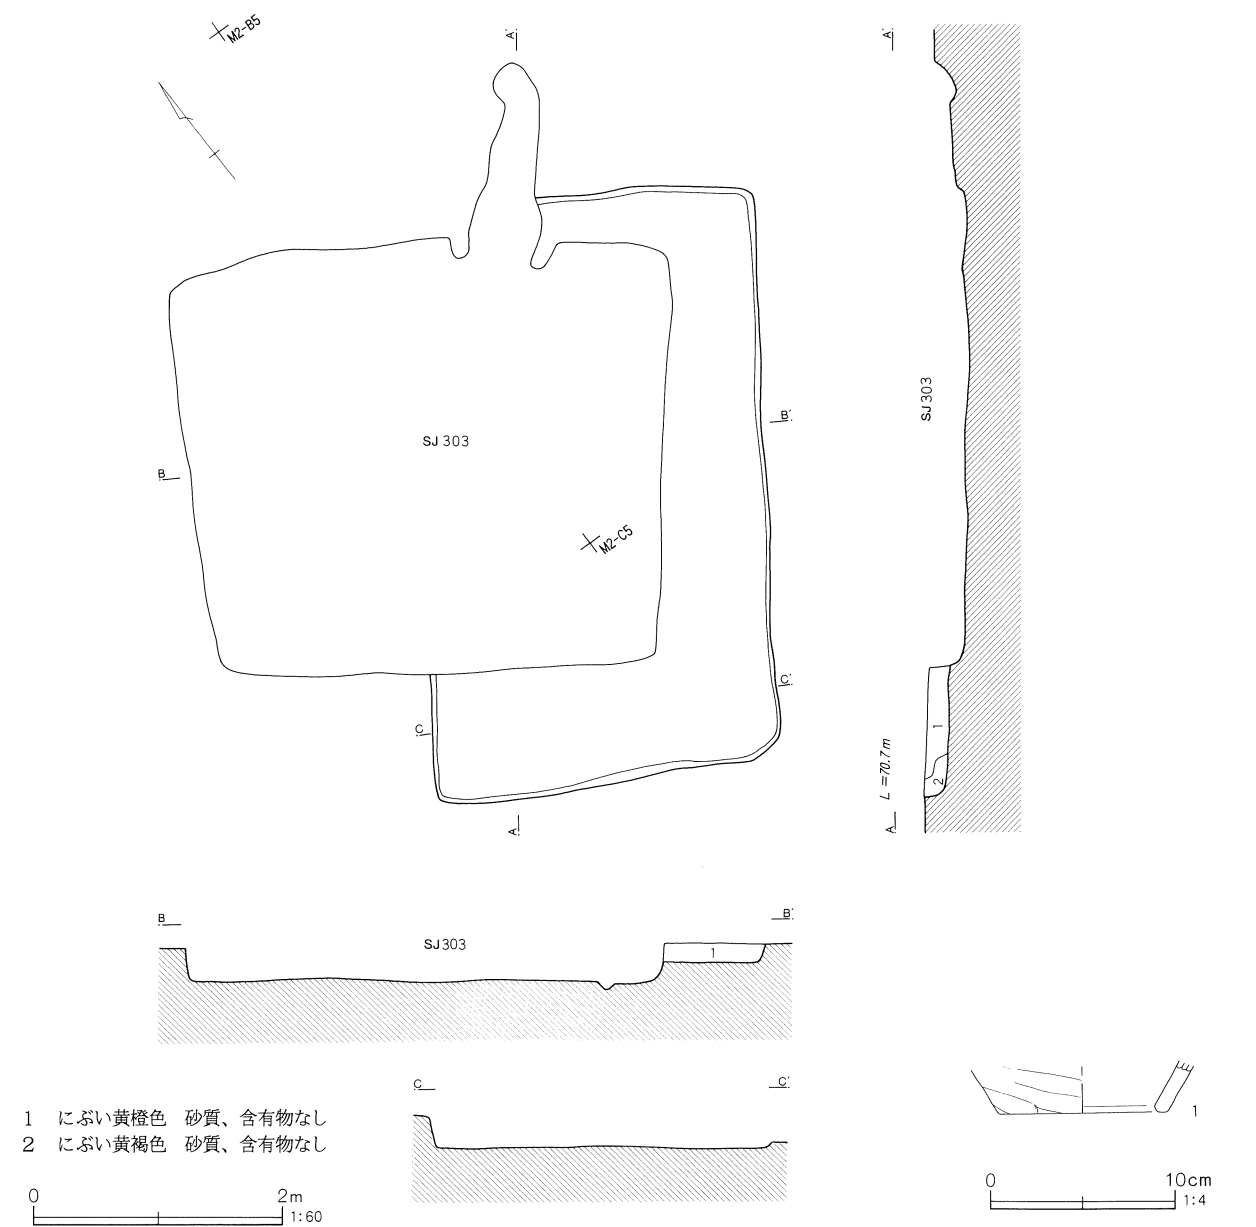 M2-B5
A′
A′
SJ303
SJ303
B′
B
M2-C5
C′
C
1
2
L=70.7m
A
A
B
B′
SJ303
1
C
C′
1 にぶい黄橙色 砂質、含有物なし
2 にぶい黄褐色 砂質、含有物なし
1
0 2m
1:60
0 10cm
1:4